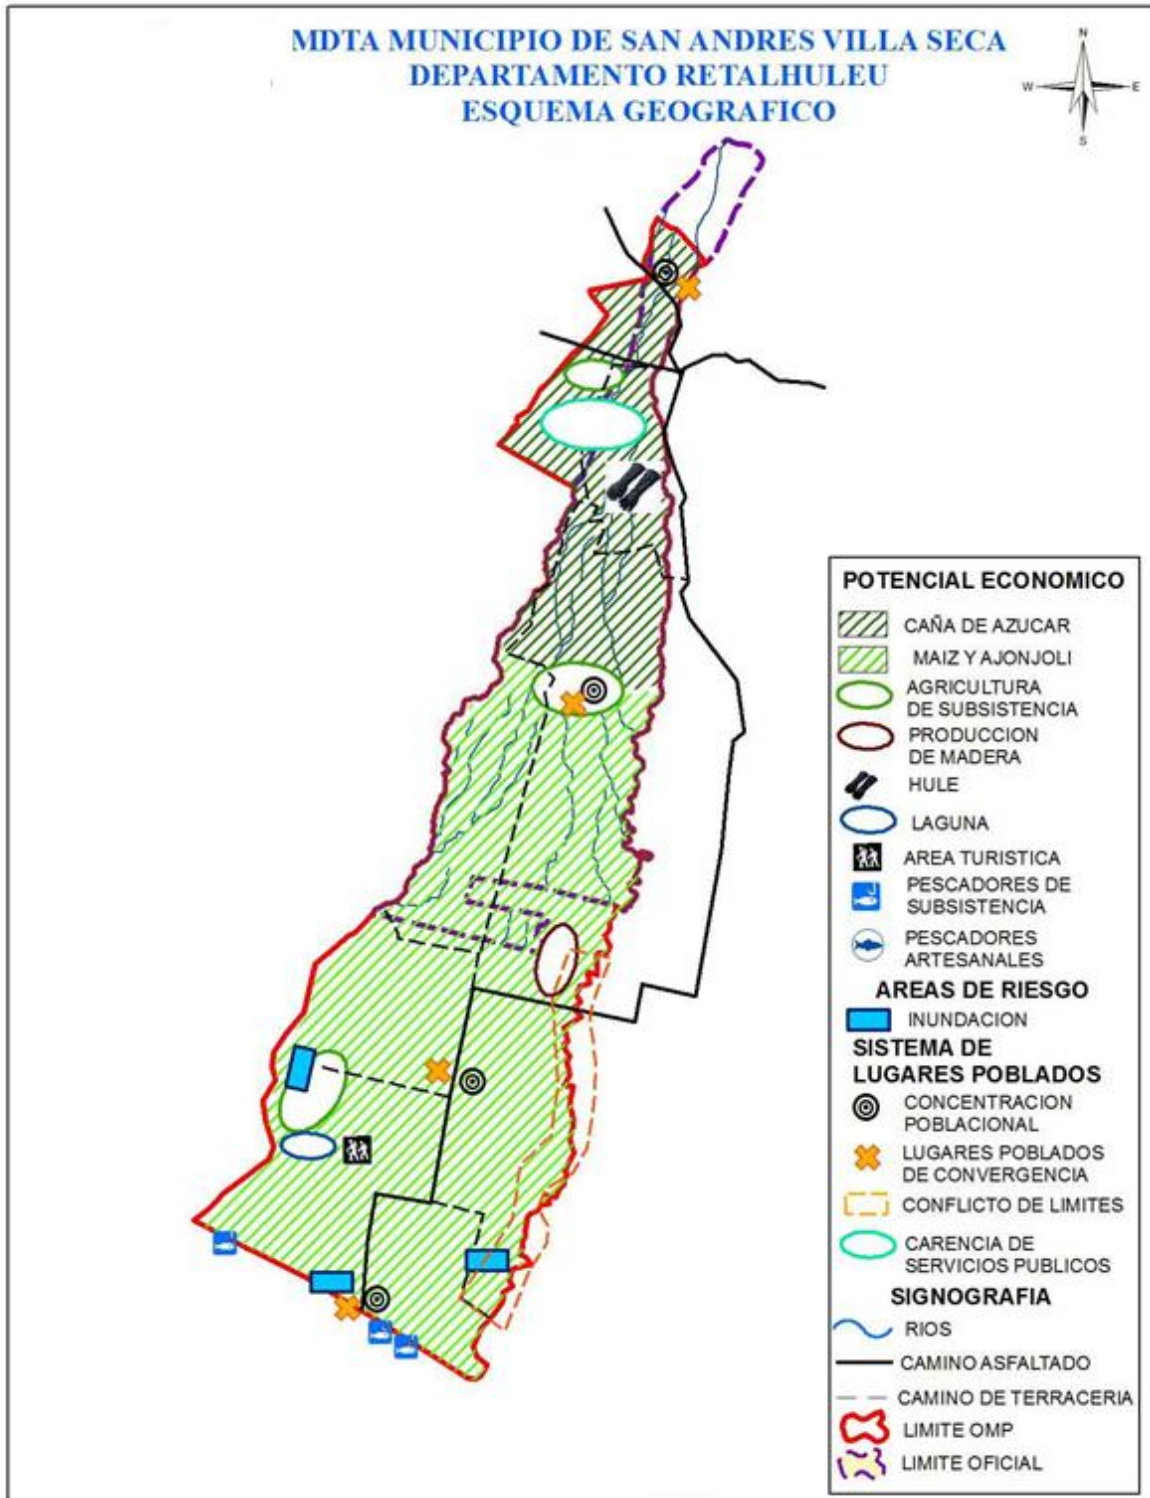 MDTA MUNICIPIO DE SAN ANDRES VILLA SECA
DEPARTAMENTO RETALHULEU
ESQUEMA GEOGRAFICO
N
W
E
S
POTENCIAL ECONOMICO
CAÑA DE AZUCAR
MAIZ Y AJONJOLI
AGRICULTURA
DE SUBSISTENCIA
PRODUCCION
DE MADERA
HULE
LAGUNA
AREA TURISTICA
PESCADORES DE
SUBSISTENCIA
PESCADORES
ARTESANALES
AREAS DE RIESGO
INUNDACION
SISTEMA DE
LUGARES POBLADOS
CONCENTRACION
POBLACIONAL
LUGARES POBLADOS
DE CONVERGENCIA
CONFLICTO DE LIMITES
CARENCIA DE
SERVICIOS PUBLICOS
SIGNOGRAFIA
RIOS
CAMINO ASFALTADO
CAMINO DE TERRACERIA
LIMITE OMP
LIMITE OFICIAL